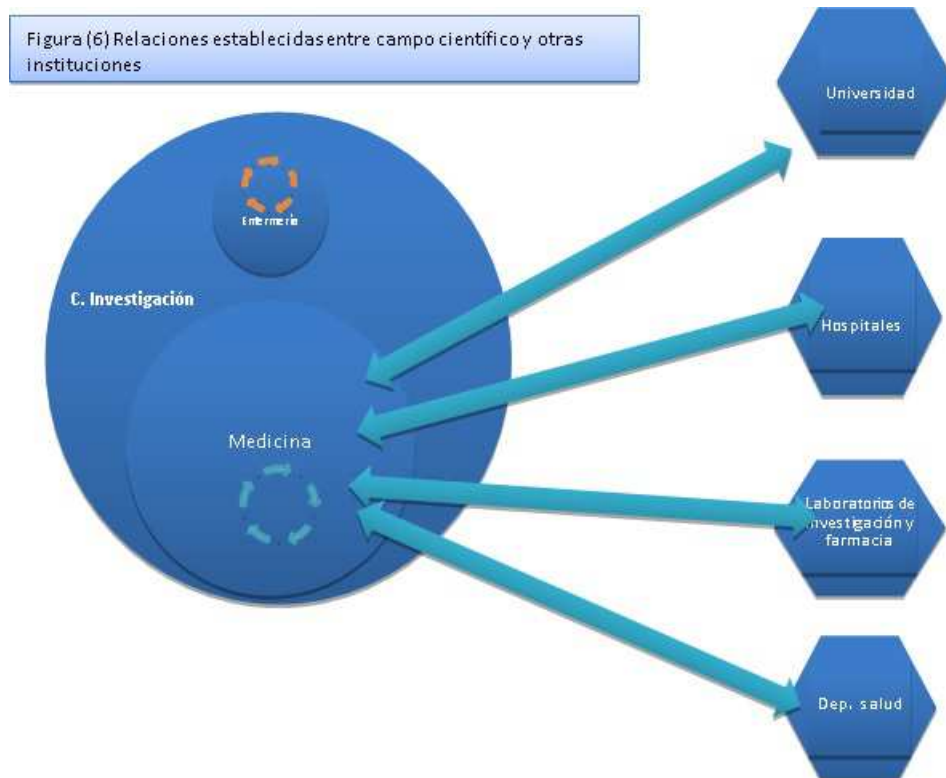 Figura (6) Relaciones establecidas entre campo científico y otras
instituciones
Universidad
Enfermería
C. Investigación
Hospitales
Medicina
Laboratorios de
investigación y
farmacia
Dep. salud